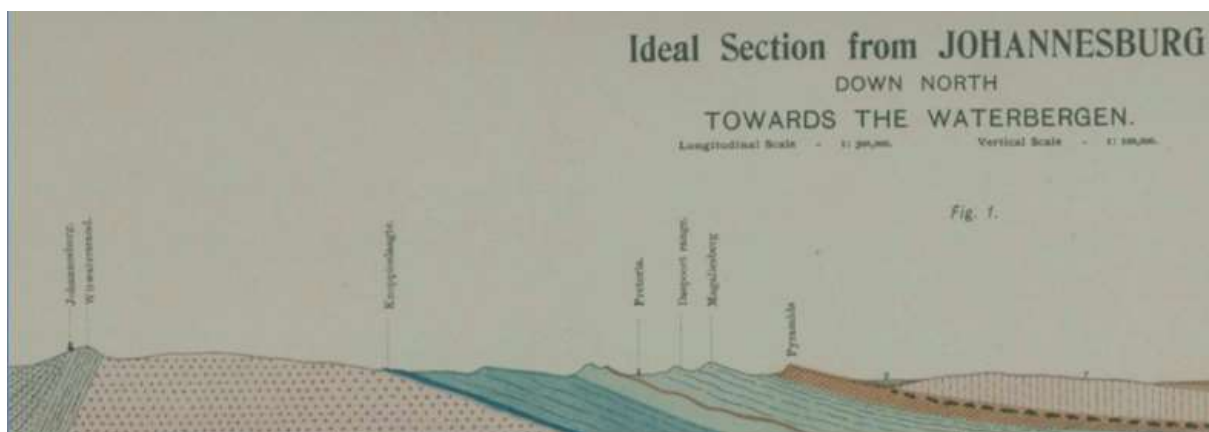 Ideal Section from JOHANNESBURG
DOWN NORTH
TOWARDS THE WATERBERGEN.
Longitudinal Scale - Vertical Scale -
Fig. 1.
Johannesburg.
Witwatersrand.
Pretoria.
Daspoort range.
Magaliesberg
Pyramids